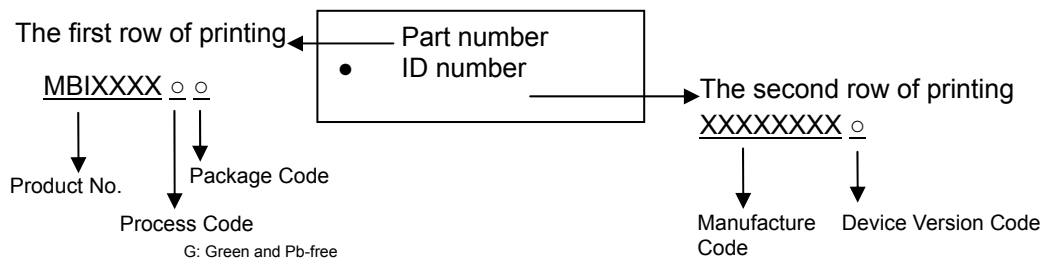 The first row of printing
Part number
● ID number
MBIXXXX ○ ○
The second row of printing
XXXXXXXX ○
Product No.
Package Code
Process Code
G: Green and Pb-free
Manufacture
Code
Device Version Code